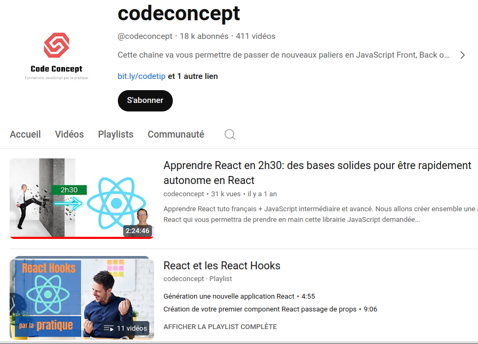 codeconcept
@codeconcept · 18 k abonnés · 411 vidéos
Cette chaîne va vous permettre de passer de nouveaux paliers en JavaScript Front, Back o...
Code Concept
bit.ly/codetip et 1 autre lien
S'abonner
Accueil Vidéos Playlists Communauté
Apprendre React en 2h30: des bases solides pour être rapidement
autonome en React
2h30
codeconcept · 31 k vues · il y a 1 an
Apprendre React tuto français + JavaScript intermédiaire et avancé. Nous allons créer ensemble une
React qui vous permettra de prendre en main cette librairie JavaScript demandée...
2:24:46
React Hooks
React et les React Hooks
codeconcept · Playlist
Génération une nouvelle application React · 4:55
Création de votre premier component React passage de props · 9:06
par la pratique
11 vidéos
AFFICHER LA PLAYLIST COMPLÈTE